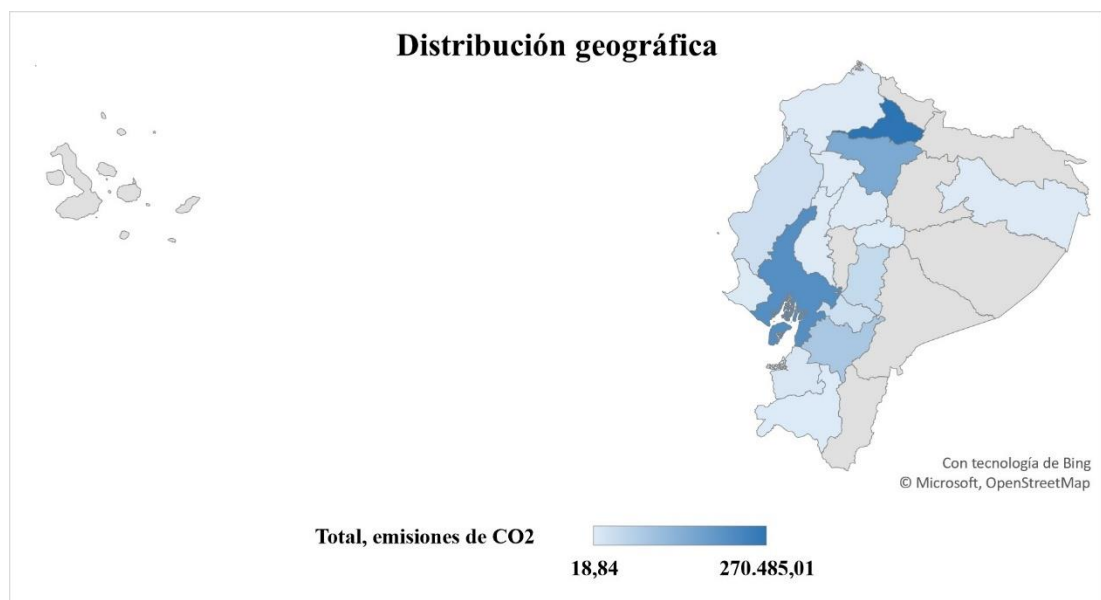 Distribución geográfica
Con tecnología de Bing
© Microsoft, OpenStreetMap
Total, emisiones de CO2
18,84 270.485,01